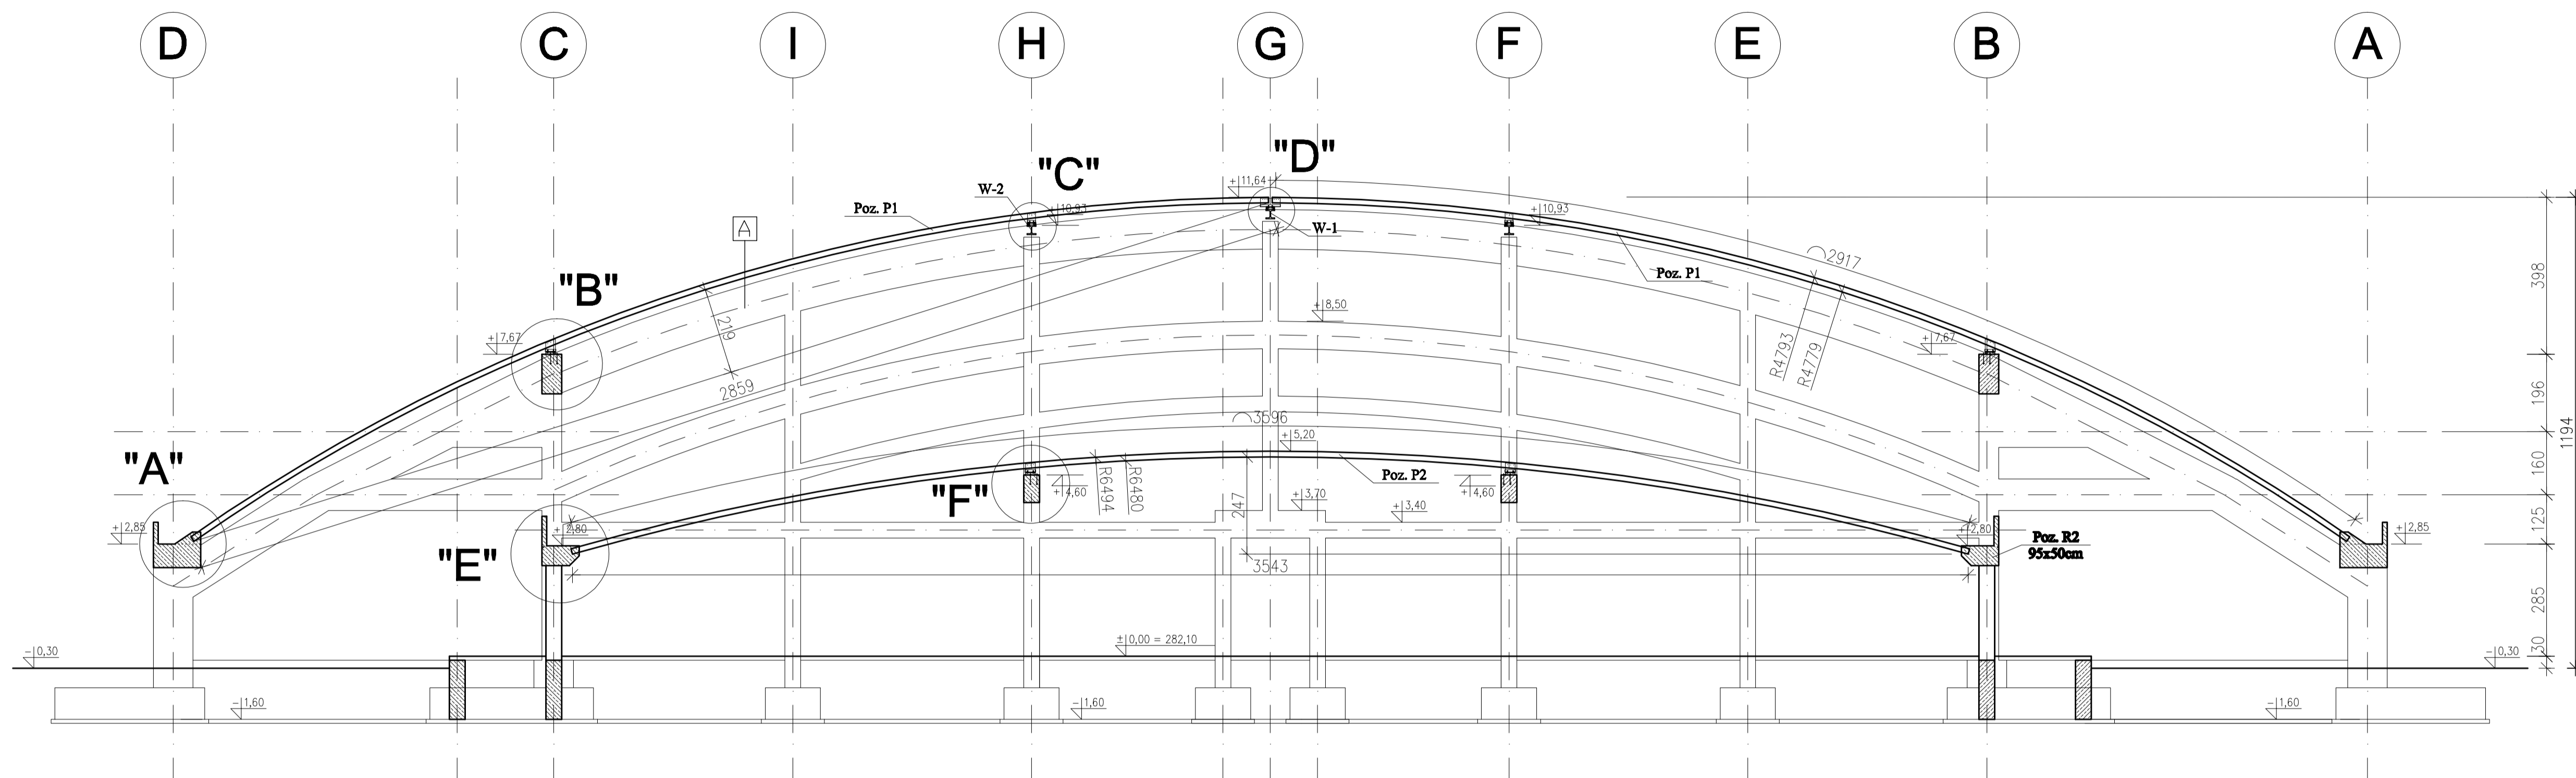 D C I H G F E B A
"D"
"C"
+11,64
W-2
Poz. P1
+10,93
+10,93
W-1
A
2917
Poz. P1
"B"
398
+8,50
219
+7,67
+7,67
R4793
R4779
2859
196
3596
1194
+5,20
"A"
Poz. P2
160
R6494
R6480
"F"
+4,60
+4,60
247
+3,70
+3,40
125
+2,85
+2,80
+2,80
+2,85
Poz. R2
95x50cm
"E"
3543
285
±0,00 = 282,10
-0,30
-0,30
30
-1,60
-1,60
-1,60